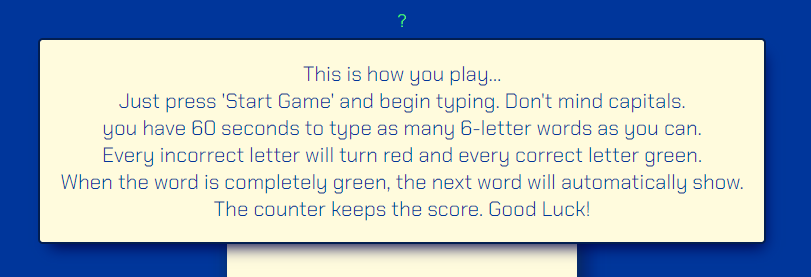 ?
This is how you play...
Just press 'Start Game' and begin typing. Don't mind capitals.
you have 60 seconds to type as many 6-letter words as you can.
Every incorrect letter will turn red and every correct letter green.
When the word is completely green, the next word will automatically show.
The counter keeps the score. Good Luck!